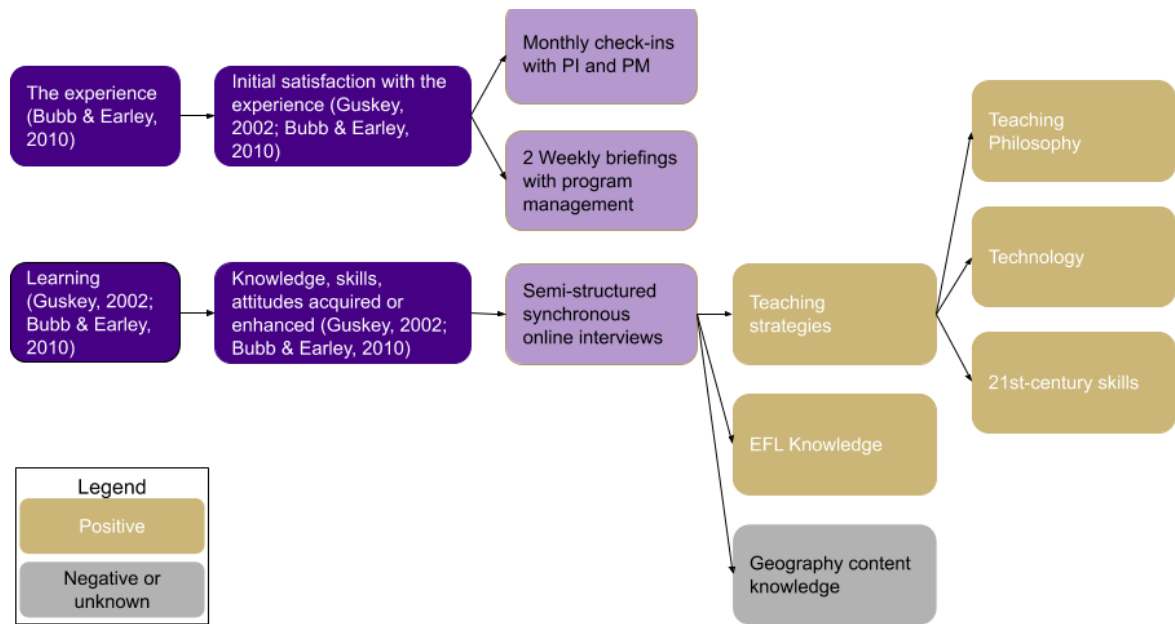 The experience
(Bubb & Earley,
2010)
Initial satisfaction with the
experience (Guskey,
2002; Bubb & Earley,
2010)
Monthly check-ins
with PI and PM
2 Weekly briefings
with program
management
Learning
(Guskey, 2002;
Bubb & Earley,
2010)
Knowledge, skills,
attitudes acquired or
enhanced (Guskey, 2002;
Bubb & Earley, 2010)
Semi-structured
synchronous
online interviews
Teaching
strategies
EFL Knowledge
Geography content
knowledge
Teaching
Philosophy
Technology
21st-century skills
Legend
Positive
Negative or
unknown